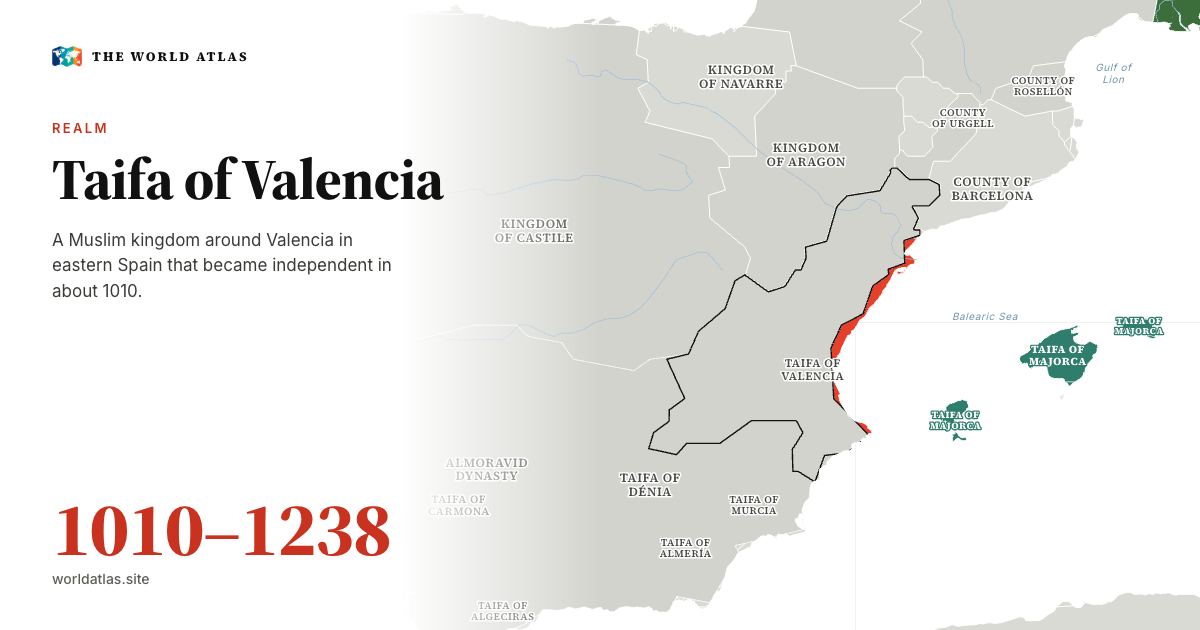 THE WORLD ATLAS
REALM
Taifa of Valencia
A Muslim kingdom around Valencia in
eastern Spain that became independent in
about 1010.
1010–1238
worldatlas.site
KINGDOM
OF NAVARRE
COUNTY OF
ROSELLÓN
Gulf of
Lion
COUNTY
OF URGELL
KINGDOM
OF ARAGON
COUNTY OF
BARCELONA
KINGDOM
OF CASTILE
Balearic Sea
TAIFA OF
MAJORCA
TAIFA OF
MAJORCA
TAIFA OF
VALENCIA
TAIFA OF
MAJORCA
ALMORAVID
DYNASTY
TAIFA OF
CARMONA
TAIFA OF
DÉNIA
TAIFA OF
MURCIA
TAIFA OF
ALMERÍA
TAIFA OF
ALGECIRAS